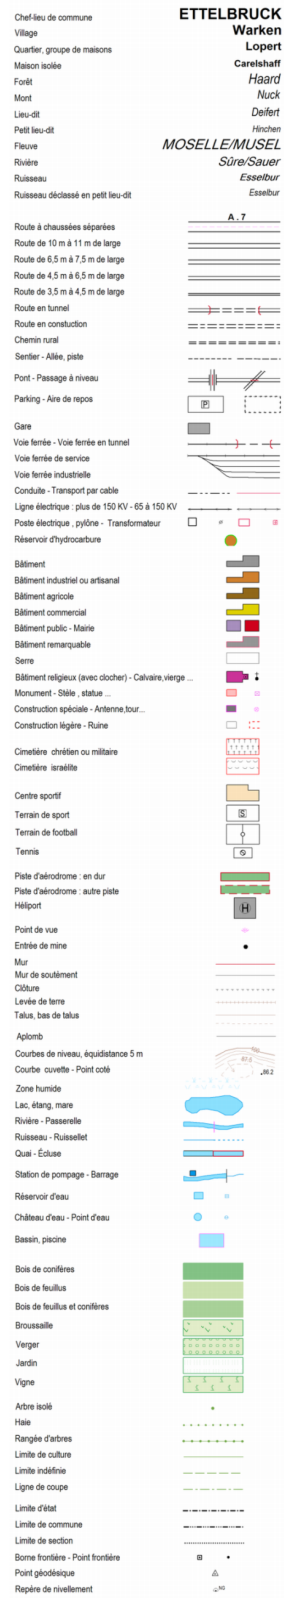 Chef-lieu de commune ETTELBRUCK
Village Warken
Quartier, groupe de maisons Lopert
Maison isolée Carelshaff
Forêt Haard
Mont Nuck
Lieu-dit Deifert
Petit lieu-dit Hinchen
Fleuve MOSELLE/MUSEL
Rivière Sûre/Sauer
Ruisseau Esselbur
Ruisseau déclassé en petit lieu-dit Esselbur
A . 7
Route à chaussées séparées
Route de 10 m à 11 m de large
Route de 6,5 m à 7,5 m de large
Route de 4,5 m à 6,5 m de large
Route de 3,5 m à 4,5 m de large
Route en tunnel
Route en constuction
Chemin rural
Sentier - Allée, piste
Pont - Passage à niveau
Parking - Aire de repos P
Gare
Voie ferrée - Voie ferrée en tunnel
Voie ferrée de service
Voie ferrée industrielle
Conduite - Transport par cable
Ligne électrique : plus de 150 KV - 65 à 150 KV
Poste électrique , pylône - Transformateur
Réservoir d'hydrocarbure
Bâtiment
Bâtiment industriel ou artisanal
Bâtiment agricole
Bâtiment commercial
Bâtiment public - Mairie
Bâtiment remarquable
Serre
Bâtiment religieux (avec clocher) - Calvaire,vierge ...
Monument - Stèle , statue ...
Construction spéciale - Antenne,tour...
Construction légère - Ruine
Cimetière chrétien ou militaire
Cimetière israélite
Centre sportif
Terrain de sport S
Terrain de football
Tennis
Piste d'aérodrome : en dur
Piste d'aérodrome : autre piste
Héliport H
Point de vue
Entrée de mine
Mur
Mur de soutément
Clôture
Levée de terre
Talus, bas de talus
Aplomb
Courbes de niveau, équidistance 5 m
Courbe cuvette - Point coté 87.5 .86.2
Zone humide
Lac, étang, mare
Rivière - Passerelle
Ruisseau - Ruissellet
Quai - Écluse
Station de pompage - Barrage
Réservoir d'eau
Château d'eau - Point d'eau
Bassin, piscine
Bois de conifères
Bois de feuillus
Bois de feuillus et conifères
Broussaille
Verger
Jardin
Vigne
Arbre isolé
Haie
Rangée d'arbres
Limite de culture
Limite indéfinie
Ligne de coupe
Limite d'état
Limite de commune
Limite de section
Borne frontière - Point frontière
Point géodésique
Repère de nivellement NG